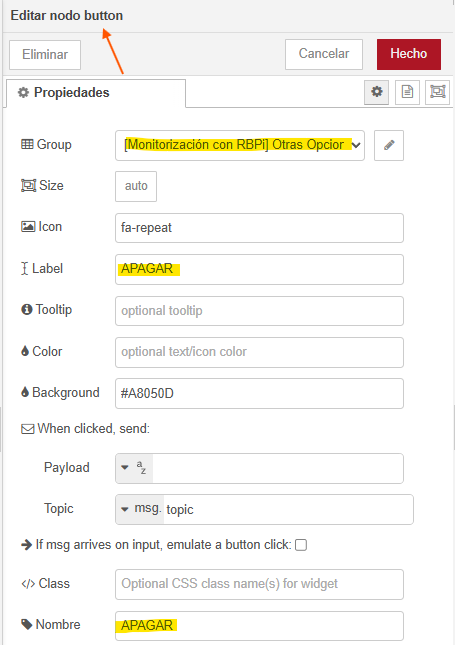 Editar nodo button
Eliminar
Cancelar
Hecho
Propiedades
Group [Monitorización con RBPi] Otras Opcior
Size auto
Icon fa-repeat
Label APAGAR
Tooltip optional tooltip
Color optional text/icon color
Background #A8050D
When clicked, send:
Payload a z
Topic msg. topic
If msg arrives on input, emulate a button click:
</> Class Optional CSS class name(s) for widget
Nombre APAGAR